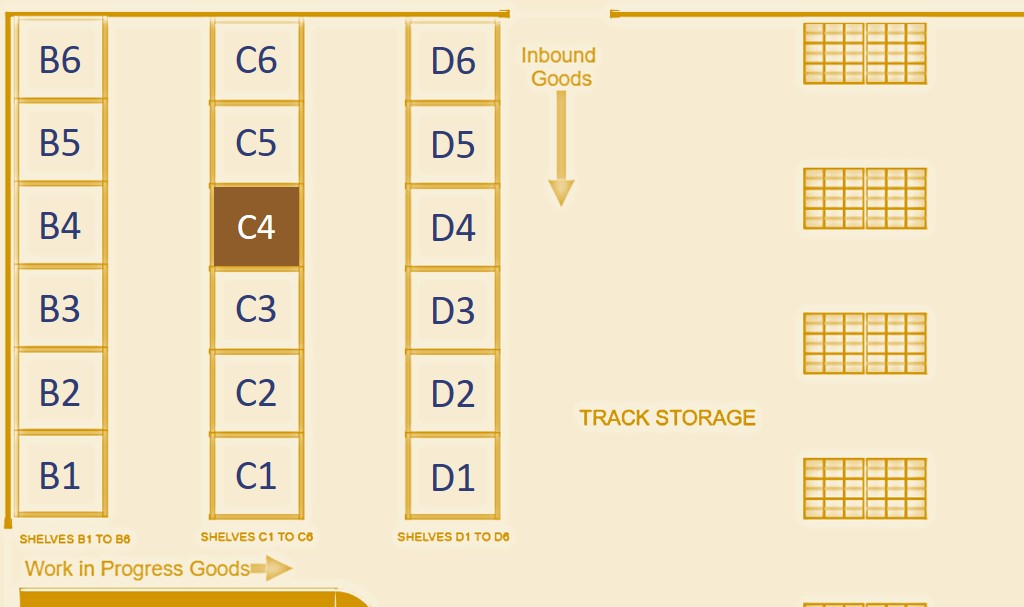 B6
C6
D6
Inbound
Goods
B5
C5
D5
B4
C4
D4
B3
C3
D3
B2
C2
D2
TRACK STORAGE
B1
C1
D1
SHELVES B1 TO B6
SHELVES C1 TO C6
SHELVES D1 TO D6
Work in Progress Goods